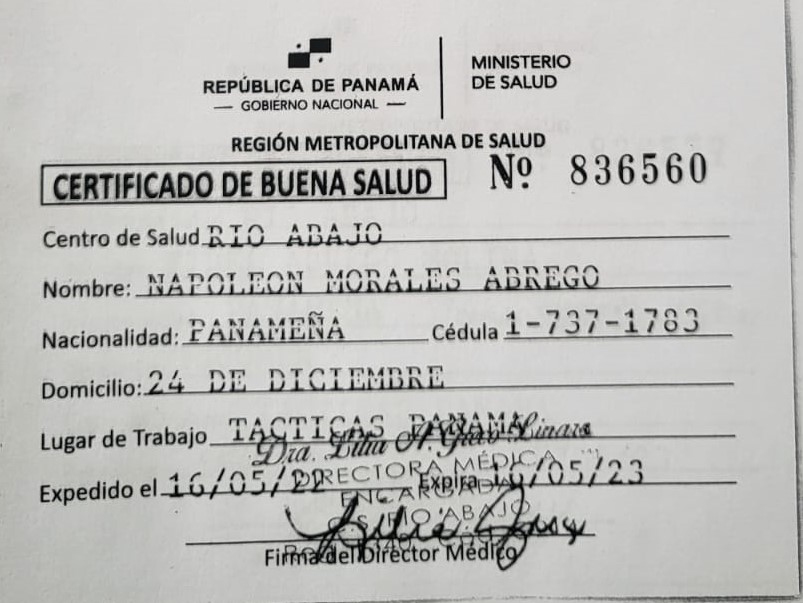 REPÚBLICA DE PANAMÁ
— GOBIERNO NACIONAL —
MINISTERIO
DE SALUD
REGIÓN METROPOLITANA DE SALUD
CERTIFICADO DE BUENA SALUD Nº 836560
Centro de Salud RIO ABAJO
Nombre: NAPOLEON MORALES ABREGO
Nacionalidad: PANAMEÑA Cédula 1-737-1783
Domicilio: 24 DE DICIEMBRE
Lugar de Trabajo TACTICAS PANAMA
Dra. Linares
Expedido el 16/05/22 Expira 16/05/23
DIRECTORA MÉDICA
ENCARGADA
C.S. RIO ABAJO
Firma del Director Médico